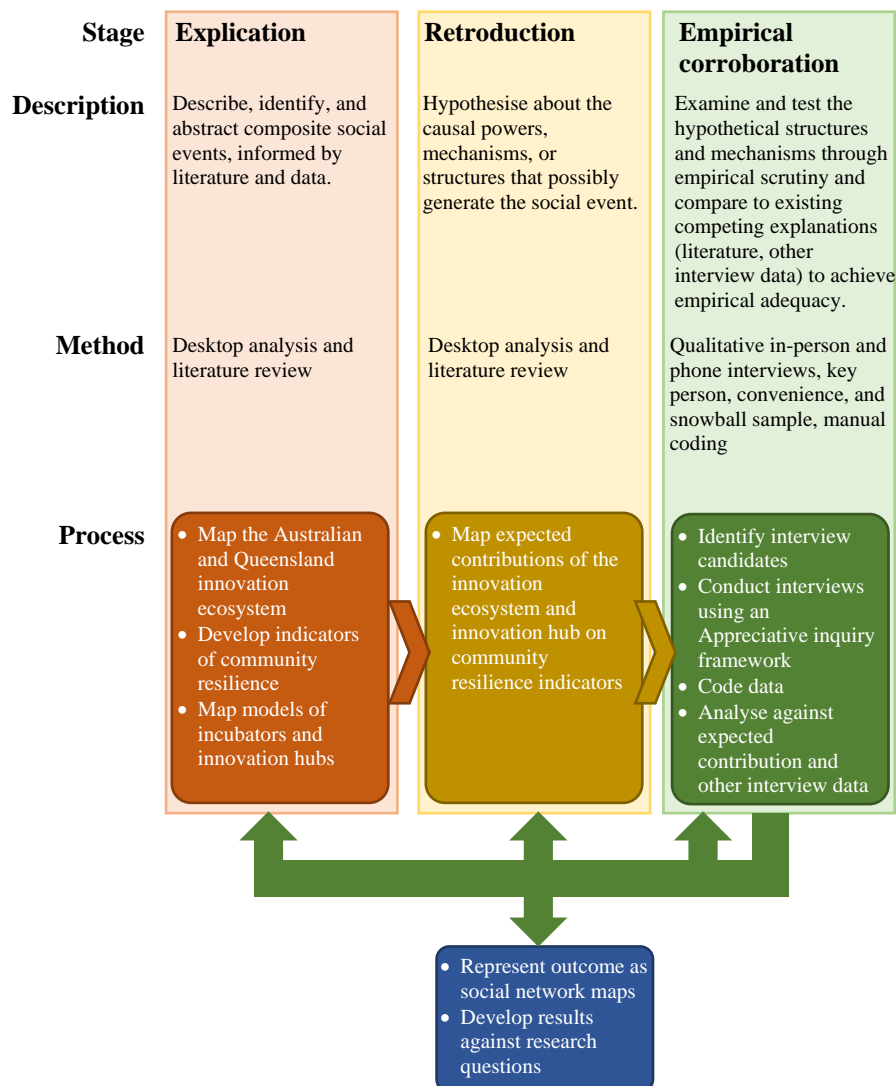 Stage
Explication
Retroduction
Empirical
corroboration
Description
Describe, identify, and
abstract composite social
events, informed by
literature and data.
Hypothesise about the
causal powers,
mechanisms, or
structures that possibly
generate the social event.
Examine and test the
hypothetical structures
and mechanisms through
empirical scrutiny and
compare to existing
competing explanations
(literature, other
interview data) to achieve
empirical adequacy.
Method
Desktop analysis and
literature review
Desktop analysis and
literature review
Qualitative in-person and
phone interviews, key
person, convenience, and
snowball sample, manual
coding
Process
• Map the Australian
and Queensland
innovation
ecosystem
• Develop indicators
of community
resilience
• Map models of
incubators and
innovation hubs
• Map expected
contributions of the
innovation
ecosystem and
innovation hub on
community
resilience indicators
• Identify interview
candidates
• Conduct interviews
using an
Appreciative inquiry
framework
• Code data
• Analyse against
expected
contribution and
other interview data
• Represent outcome as
social network maps
• Develop results
against research
questions